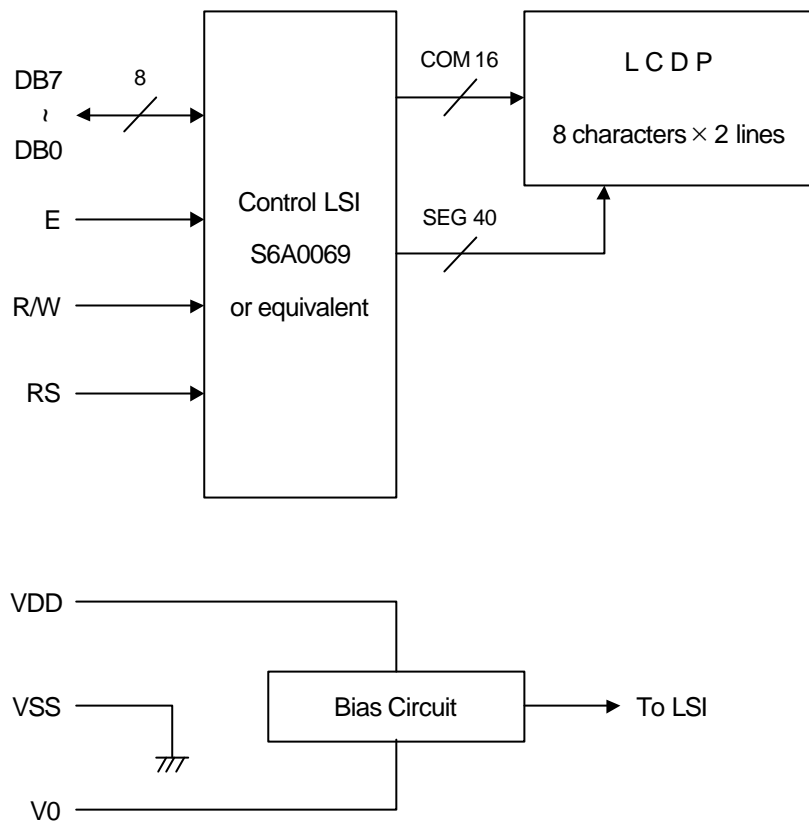 DB7
~
DB0
8
E
R/W
RS
Control LSI
S6A0069
or equivalent
COM 16
SEG 40
L C D P
8 characters × 2 lines
VDD
VSS
V0
Bias Circuit
To LSI